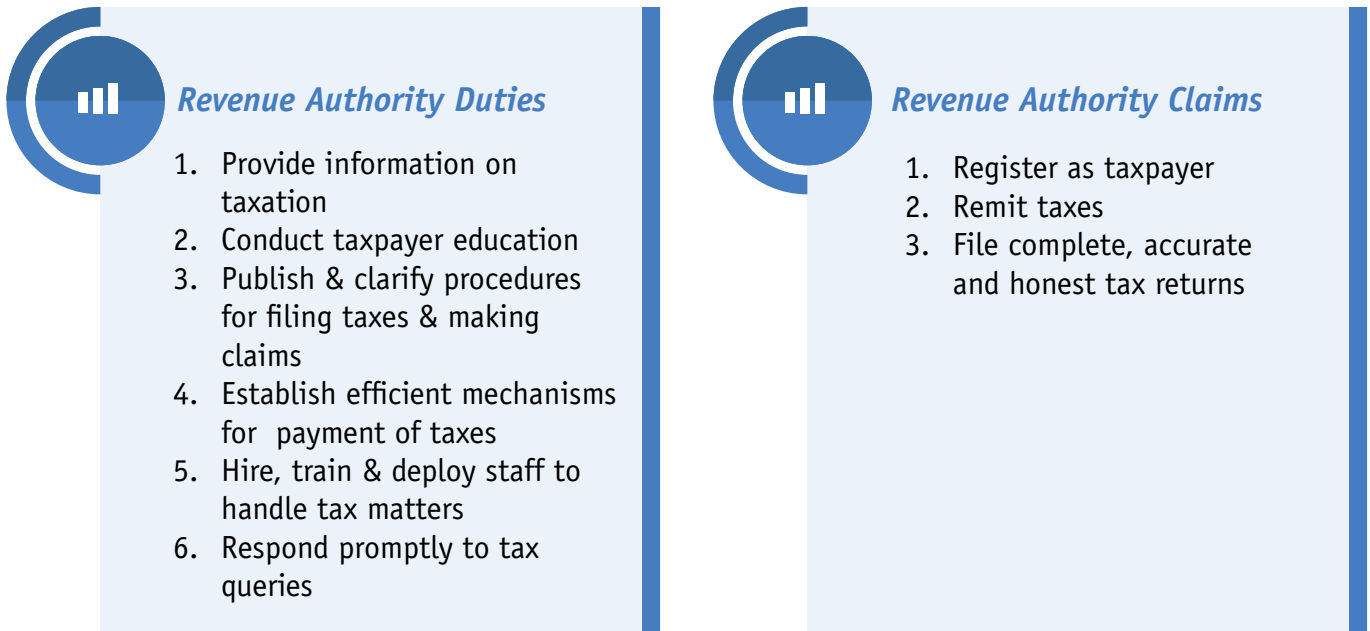 Revenue Authority Duties
1. Provide information on
taxation
2. Conduct taxpayer education
3. Publish & clarify procedures
for filing taxes & making
claims
4. Establish efficient mechanisms
for payment of taxes
5. Hire, train & deploy staff to
handle tax matters
6. Respond promptly to tax
queries
Revenue Authority Claims
1. Register as taxpayer
2. Remit taxes
3. File complete, accurate
and honest tax returns